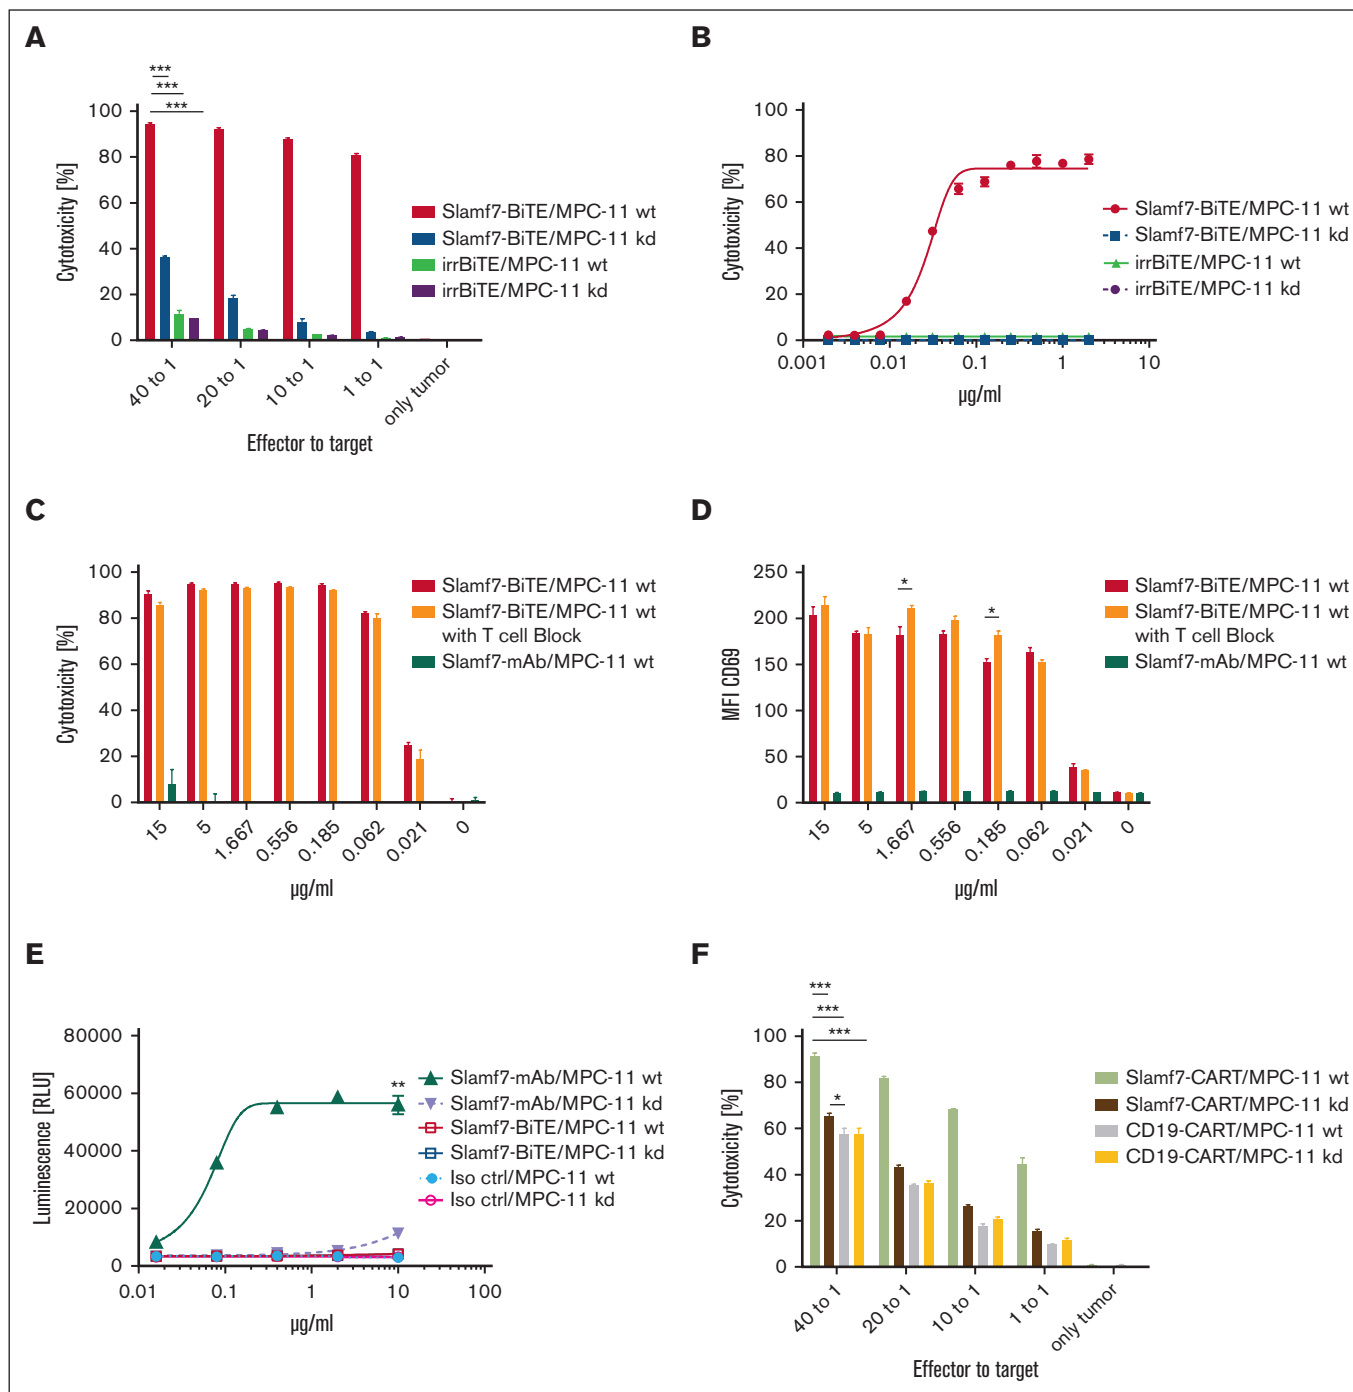 A
***
***
***
100
80
60
40
20
0
Cytotoxicity [%]
40 to 1
20 to 1
10 to 1
1 to 1
only tumor
Effector to target
Slamf7-BiTE/MPC-11 wt
Slamf7-BiTE/MPC-11 kd
irrBiTE/MPC-11 wt
irrBiTE/MPC-11 kd
B
100
80
60
40
20
0
Cytotoxicity [%]
0.001
0.01
0.1
1
10
µg/ml
Slamf7-BiTE/MPC-11 wt
Slamf7-BiTE/MPC-11 kd
irrBiTE/MPC-11 wt
irrBiTE/MPC-11 kd
C
100
80
60
40
20
0
Cytotoxicity [%]
15
5
1.667
0.556
0.185
0.062
0.021
0
µg/ml
Slamf7-BiTE/MPC-11 wt
Slamf7-BiTE/MPC-11 wt
with T cell Block
Slamf7-mAb/MPC-11 wt
D
250
200
150
100
50
0
MFI CD69
*
*
15
5
1.667
0.556
0.185
0.062
0.021
0
µg/ml
Slamf7-BiTE/MPC-11 wt
Slamf7-BiTE/MPC-11 wt
with T cell Block
Slamf7-mAb/MPC-11 wt
E
80000
60000
40000
20000
0
Luminescence [RLU]
**
0.01
0.1
1
10
100
µg/ml
Slamf7-mAb/MPC-11 wt
Slamf7-mAb/MPC-11 kd
Slamf7-BiTE/MPC-11 wt
Slamf7-BiTE/MPC-11 kd
Iso ctrl/MPC-11 wt
Iso ctrl/MPC-11 kd
F
***
***
***
*
100
80
60
40
20
0
Cytotoxicity [%]
40 to 1
20 to 1
10 to 1
1 to 1
only tumor
Effector to target
Slamf7-CART/MPC-11 wt
Slamf7-CART/MPC-11 kd
CD19-CART/MPC-11 wt
CD19-CART/MPC-11 kd